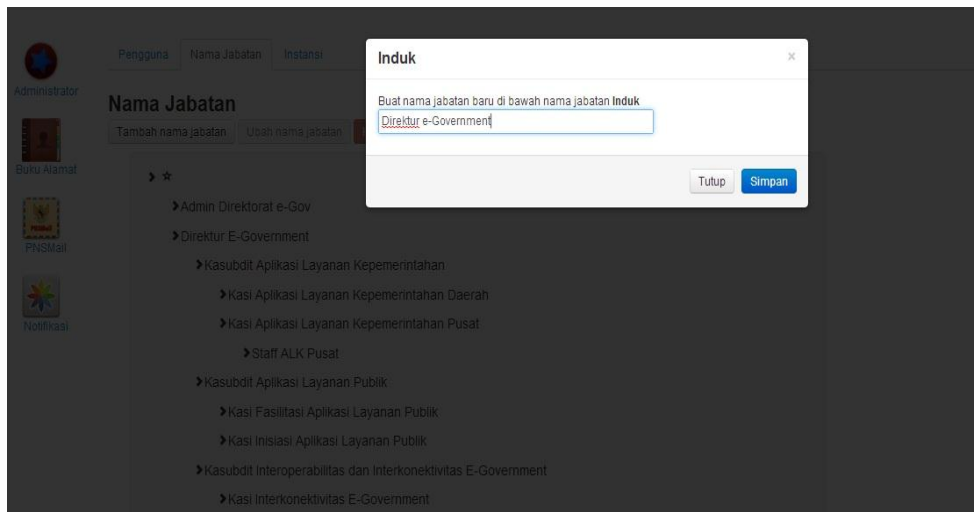 Administrator
Buku Alamat
PNSMail
PNSMail
Notifikasi
Pengguna Nama Jabatan Instansi
Nama Jabatan
Tambah nama jabatan Ubah nama jabatan
Induk ×
Buat nama jabatan baru di bawah nama jabatan Induk
Direktur e-Government
Tutup Simpan
Admin Direktorat e-Gov
Direktur E-Government
Kasubdit Aplikasi Layanan Kepemerintahan
Kasi Aplikasi Layanan Kepemerintahan Daerah
Kasi Aplikasi Layanan Kepemerintahan Pusat
Staff ALK Pusat
Kasubdit Aplikasi Layanan Publik
Kasi Fasilitasi Aplikasi Layanan Publik
Kasi Inisiasi Aplikasi Layanan Publik
Kasubdit Interoperabilitas dan Interkonektivitas E-Government
Kasi Interkonektivitas E-Government